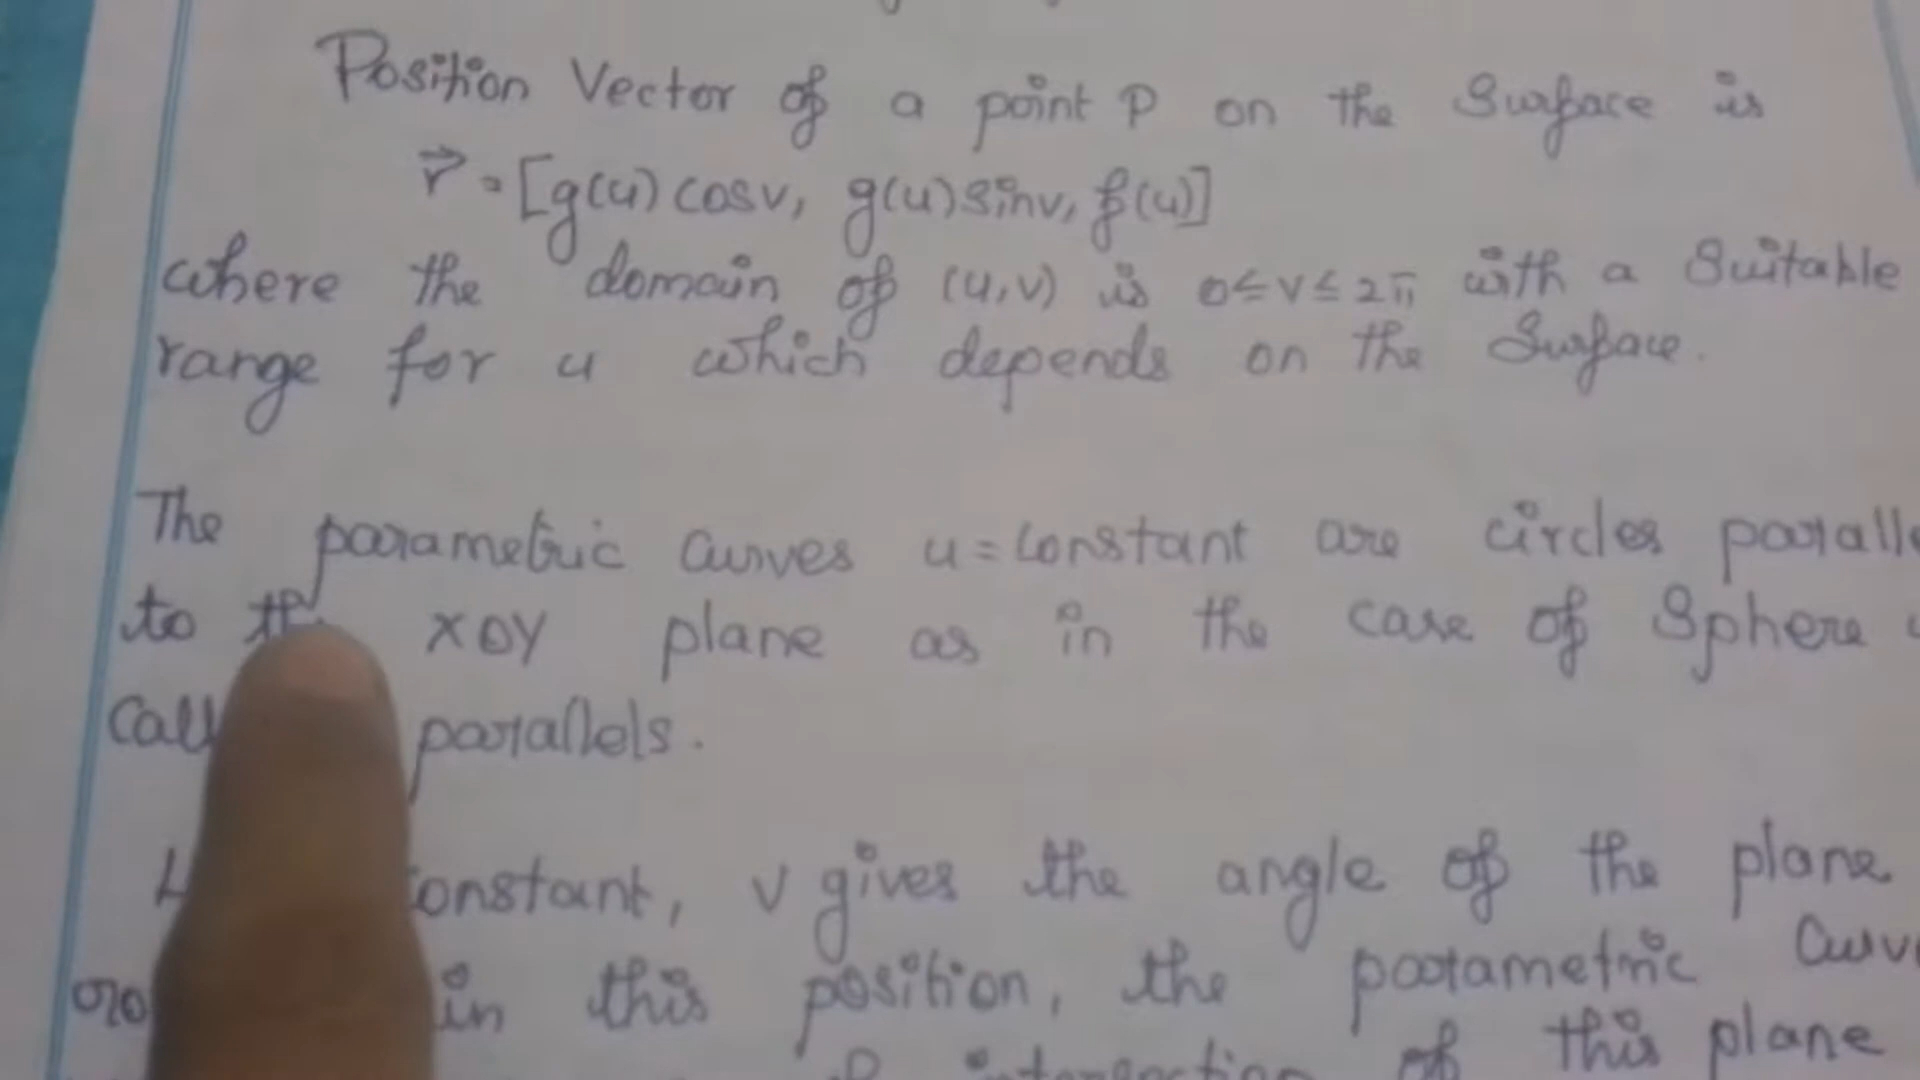 Position Vector of a point P on the Surface is
r⃗ = [g(u) cosv, g(u) sinv, f(u)]
where the domain of (u,v) is 0≤v≤2π with a Suitable
range for u which depends on the Surface.
The parametric curves u = constant are circles paralle
to the XOY plane as in the case of Sphere
Call parallels.
onstant, v gives the angle of the plane
in this position, the parametric Curv
intersection of this plane